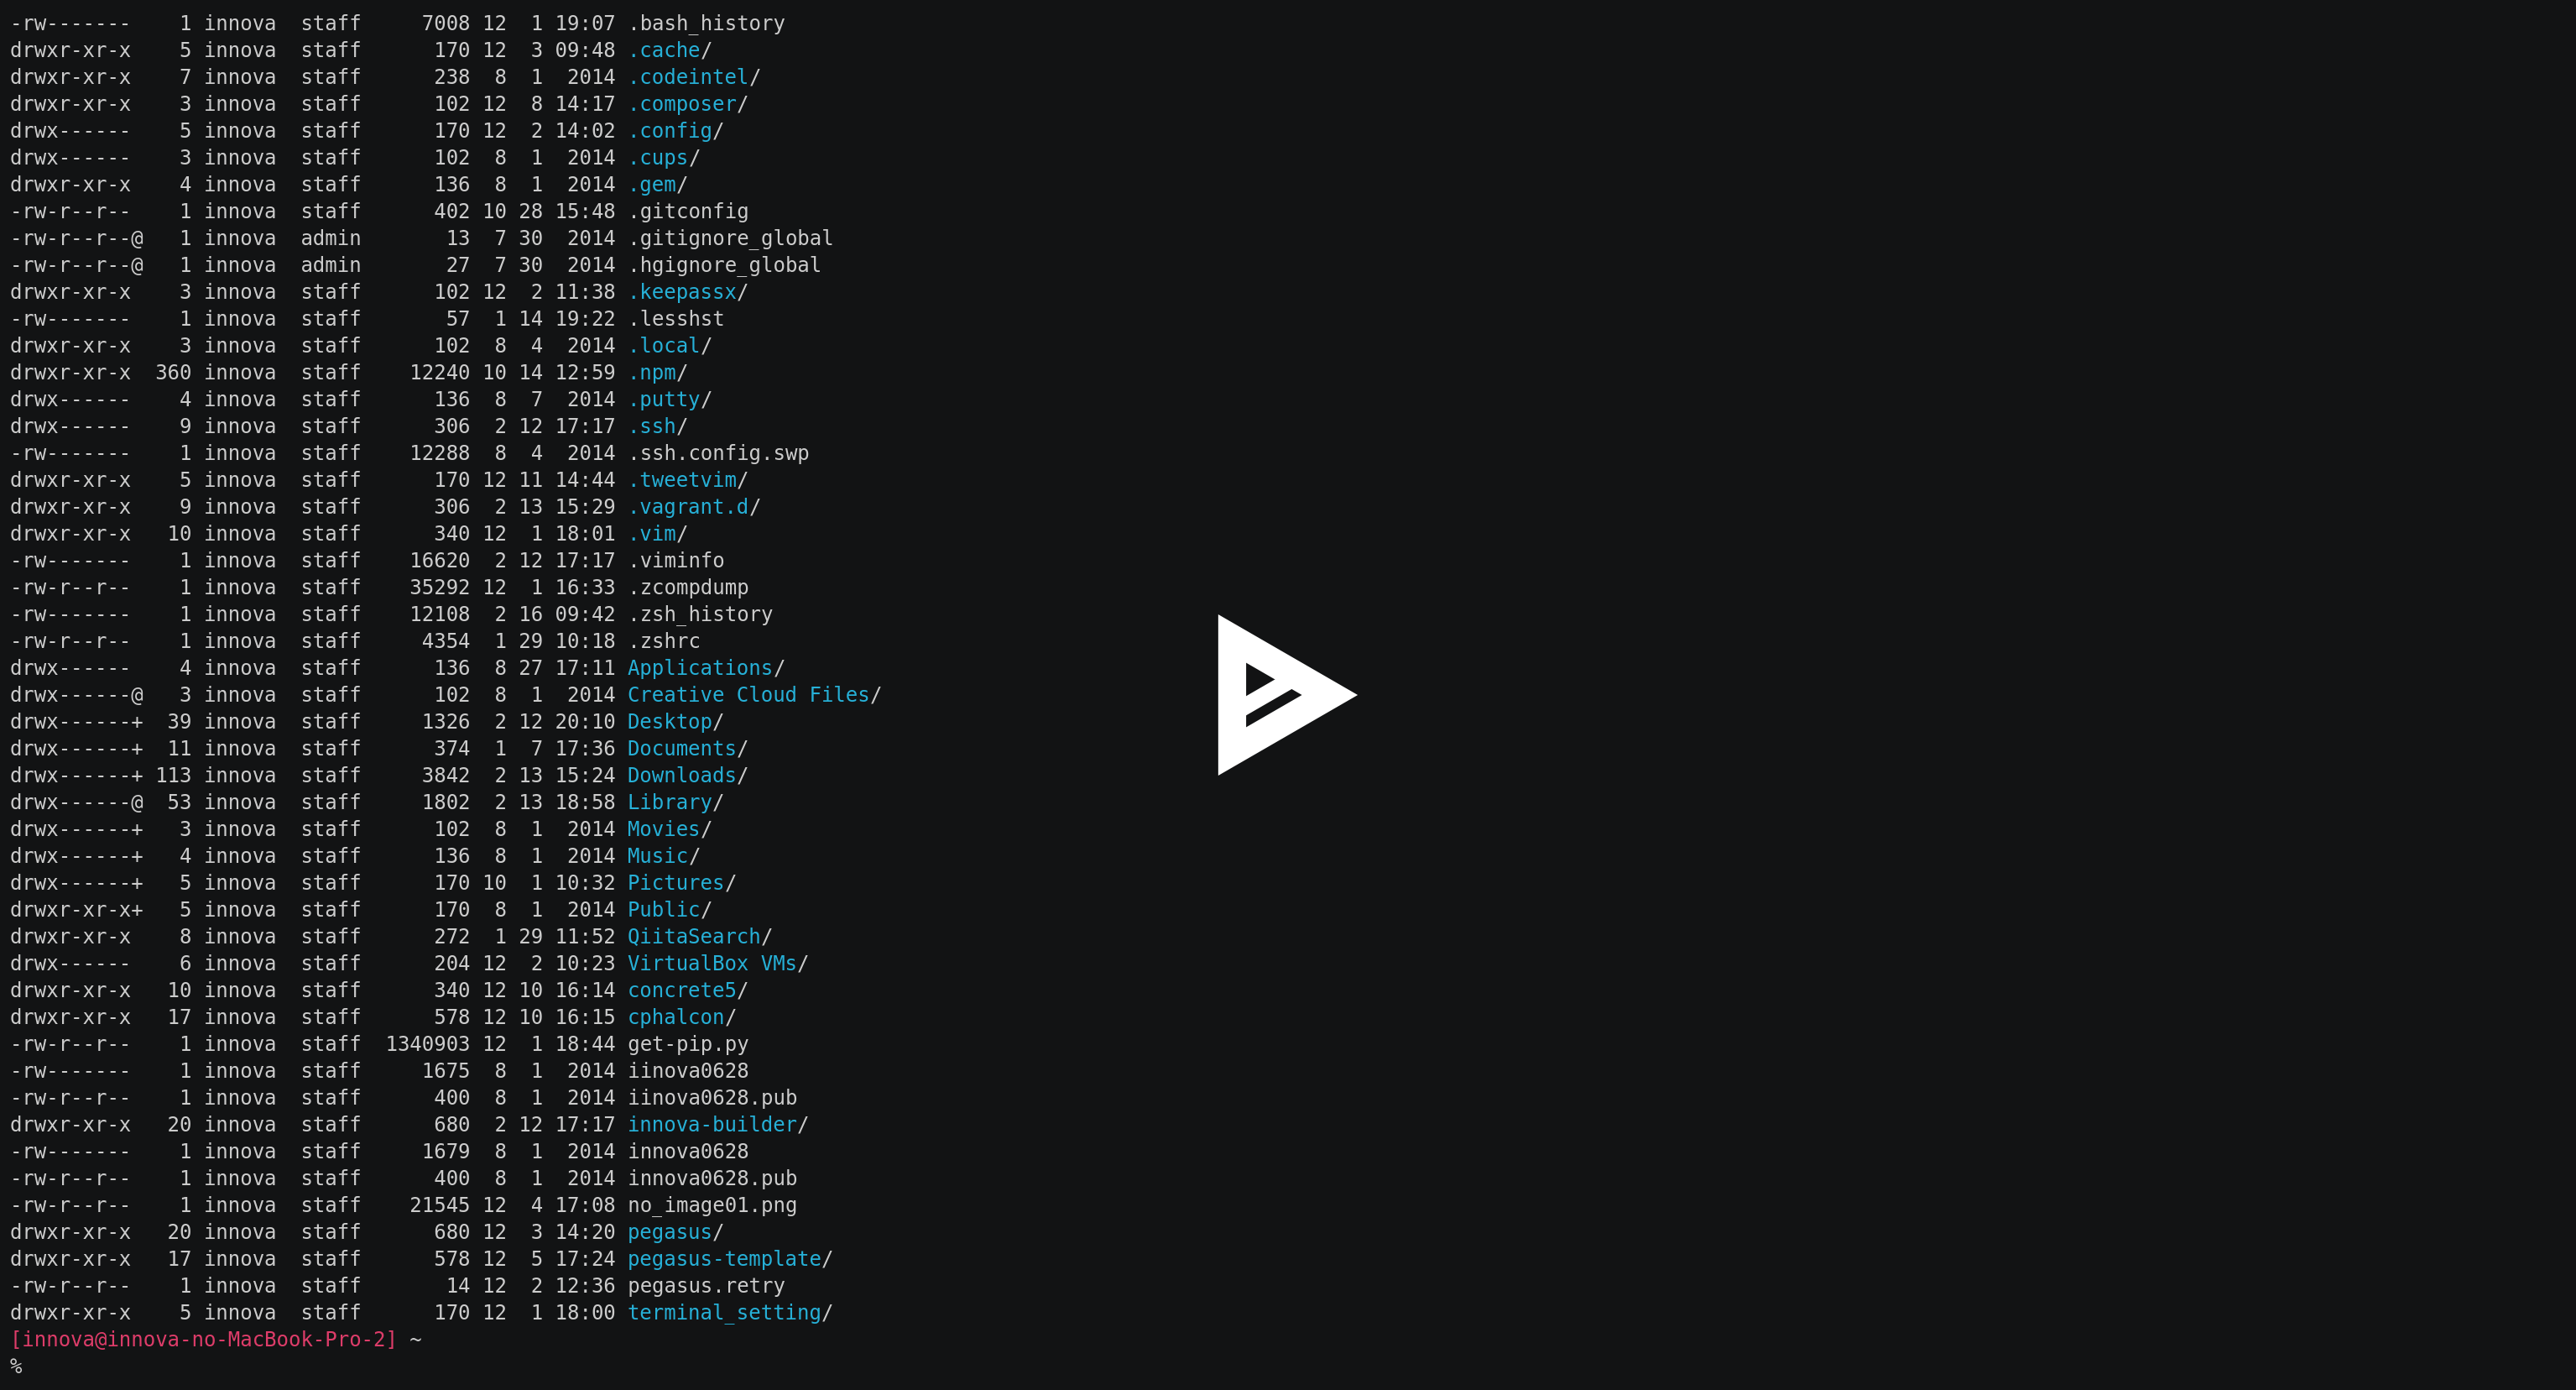 -rw-------    1 innova  staff     7008 12  1 19:07 .bash_history
drwxr-xr-x    5 innova  staff      170 12  3 09:48 .cache/
drwxr-xr-x    7 innova  staff      238  8  1  2014 .codeintel/
drwxr-xr-x    3 innova  staff      102 12  8 14:17 .composer/
drwx------    5 innova  staff      170 12  2 14:02 .config/
drwx------    3 innova  staff      102  8  1  2014 .cups/
drwxr-xr-x    4 innova  staff      136  8  1  2014 .gem/
-rw-r--r--    1 innova  staff      402 10 28 15:48 .gitconfig
-rw-r--r--@   1 innova  admin       13  7 30  2014 .gitignore_global
-rw-r--r--@   1 innova  admin       27  7 30  2014 .hgignore_global
drwxr-xr-x    3 innova  staff      102 12  2 11:38 .keepassx/
-rw-------    1 innova  staff       57  1 14 19:22 .lesshst
drwxr-xr-x    3 innova  staff      102  8  4  2014 .local/
drwxr-xr-x  360 innova  staff    12240 10 14 12:59 .npm/
drwx------    4 innova  staff      136  8  7  2014 .putty/
drwx------    9 innova  staff      306  2 12 17:17 .ssh/
-rw-------    1 innova  staff    12288  8  4  2014 .ssh.config.swp
drwxr-xr-x    5 innova  staff      170 12 11 14:44 .tweetvim/
drwxr-xr-x    9 innova  staff      306  2 13 15:29 .vagrant.d/
drwxr-xr-x   10 innova  staff      340 12  1 18:01 .vim/
-rw-------    1 innova  staff    16620  2 12 17:17 .viminfo
-rw-r--r--    1 innova  staff    35292 12  1 16:33 .zcompdump
-rw-------    1 innova  staff    12108  2 16 09:42 .zsh_history
-rw-r--r--    1 innova  staff     4354  1 29 10:18 .zshrc
drwx------    4 innova  staff      136  8 27 17:11 Applications/
drwx------@   3 innova  staff      102  8  1  2014 Creative Cloud Files/
drwx------+  39 innova  staff     1326  2 12 20:10 Desktop/
drwx------+  11 innova  staff      374  1  7 17:36 Documents/
drwx------+ 113 innova  staff     3842  2 13 15:24 Downloads/
drwx------@  53 innova  staff     1802  2 13 18:58 Library/
drwx------+   3 innova  staff      102  8  1  2014 Movies/
drwx------+   4 innova  staff      136  8  1  2014 Music/
drwx------+   5 innova  staff      170 10  1 10:32 Pictures/
drwxr-xr-x+   5 innova  staff      170  8  1  2014 Public/
drwxr-xr-x    8 innova  staff      272  1 29 11:52 QiitaSearch/
drwx------    6 innova  staff      204 12  2 10:23 VirtualBox VMs/
drwxr-xr-x   10 innova  staff      340 12 10 16:14 concrete5/
drwxr-xr-x   17 innova  staff      578 12 10 16:15 cphalcon/
-rw-r--r--    1 innova  staff  1340903 12  1 18:44 get-pip.py
-rw-------    1 innova  staff     1675  8  1  2014 iinova0628
-rw-r--r--    1 innova  staff      400  8  1  2014 iinova0628.pub
drwxr-xr-x   20 innova  staff      680  2 12 17:17 innova-builder/
-rw-------    1 innova  staff     1679  8  1  2014 innova0628
-rw-r--r--    1 innova  staff      400  8  1  2014 innova0628.pub
-rw-r--r--    1 innova  staff    21545 12  4 17:08 no_image01.png
drwxr-xr-x   20 innova  staff      680 12  3 14:20 pegasus/
drwxr-xr-x   17 innova  staff      578 12  5 17:24 pegasus-template/
-rw-r--r--    1 innova  staff       14 12  2 12:36 pegasus.retry
drwxr-xr-x    5 innova  staff      170 12  1 18:00 terminal_setting/
[innova@innova-no-MacBook-Pro-2] ~
%